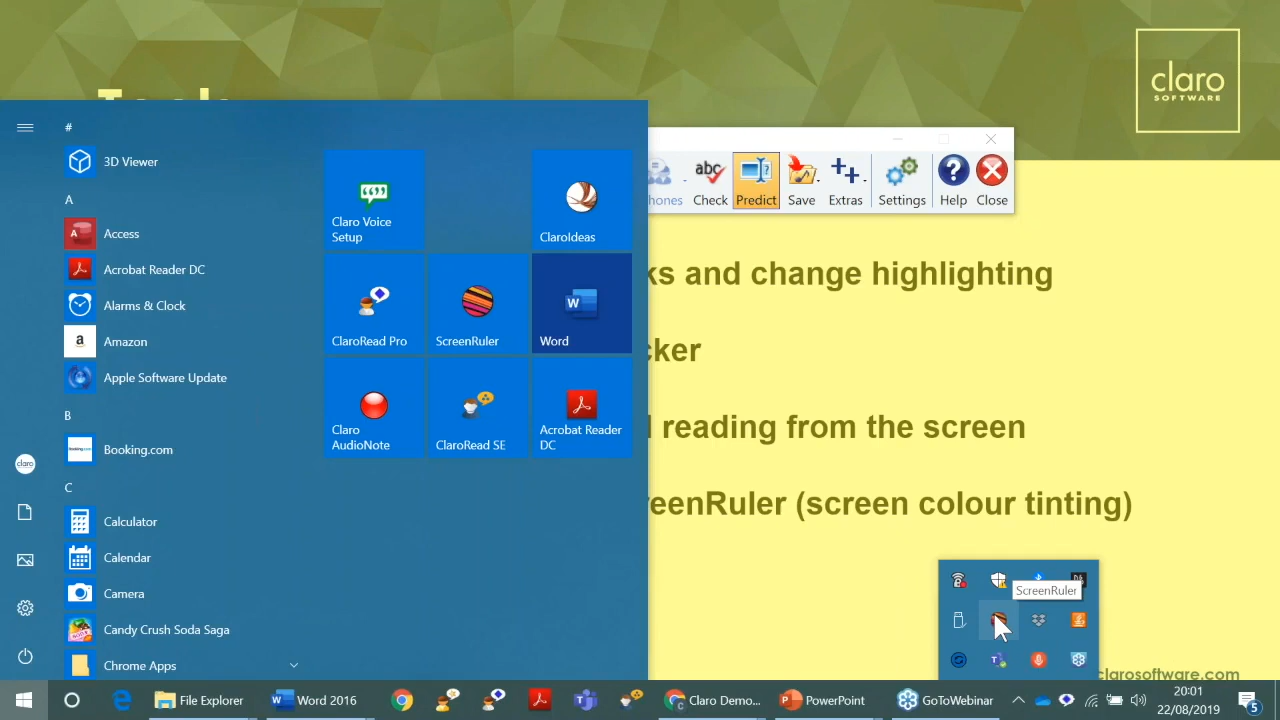 claro
SOFTWARE
#
3D Viewer
A
Access
Acrobat Reader DC
Alarms & Clock
Amazon
Apple Software Update
B
Booking.com
C
Calculator
Calendar
Camera
Candy Crush Soda Saga
Chrome Apps
Claro Voice
Setup
ClaroIdeas
ClaroRead Pro
ScreenRuler
Word
Claro
AudioNote
ClaroRead SE
Acrobat Reader
DC
hones
Check
Predict
Save
Extras
Settings
Help
Close
ks and change highlighting
cker
reading from the screen
eenRuler (screen colour tinting)
ScreenRuler
clarosoftware.com
File Explorer
Word 2016
Claro Demo...
PowerPoint
GoToWebinar
20:01
22/08/2019
5